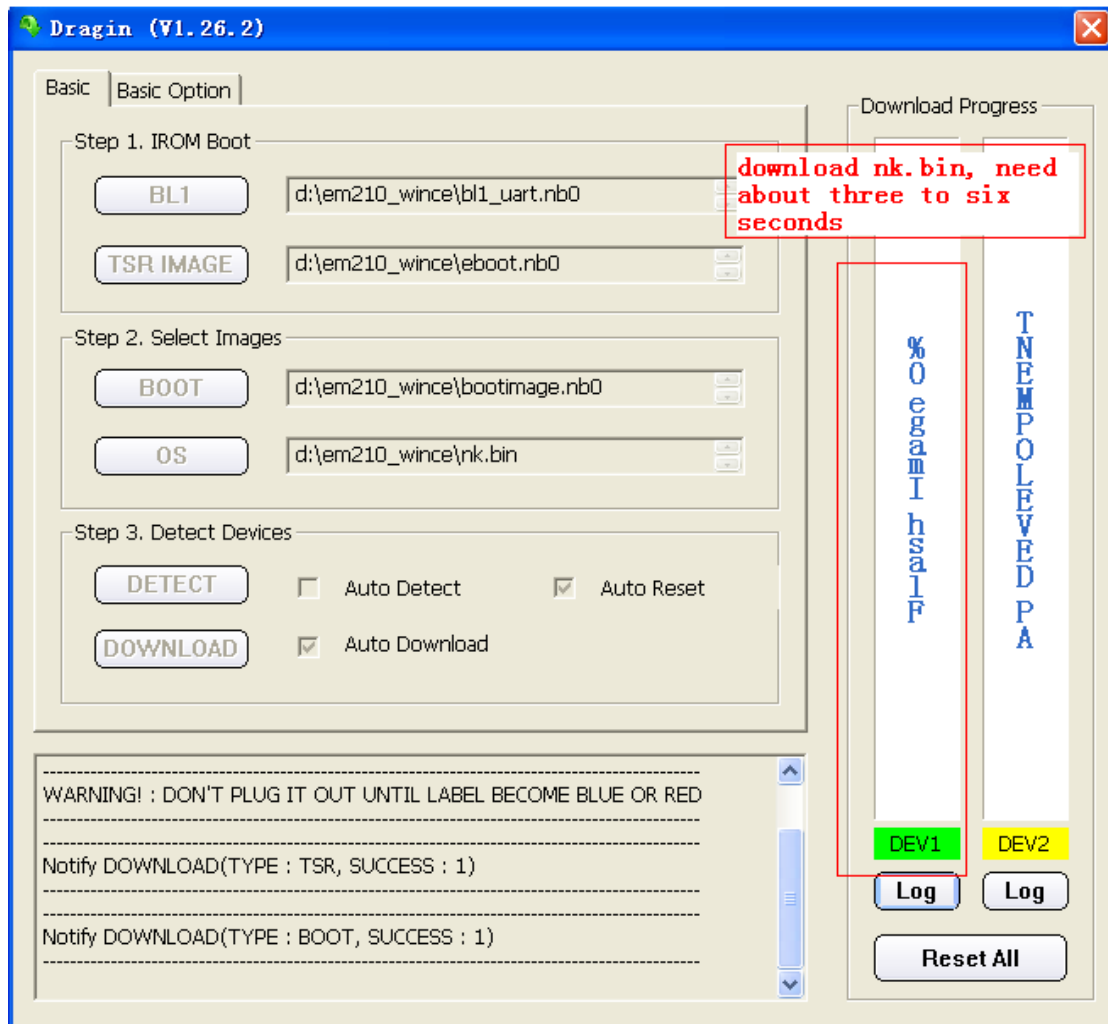 Dragin (V1.26.2)
Basic
Basic Option
Step 1. IROM Boot
BL1
d:\em210_wince\bl1_uart.nb0
TSR IMAGE
d:\em210_wince\eboot.nb0
Step 2. Select Images
BOOT
d:\em210_wince\bootimage.nb0
OS
d:\em210_wince\nk.bin
Step 3. Detect Devices
DETECT
Auto Detect
Auto Reset
DOWNLOAD
Auto Download
WARNING! : DON'T PLUG IT OUT UNTIL LABEL BECOME BLUE OR RED
Notify DOWNLOAD(TYPE : TSR, SUCCESS : 1)
Notify DOWNLOAD(TYPE : BOOT, SUCCESS : 1)
Download Progress
download nk.bin, need
about three to six
seconds
%0 egamI hsalF
TNEMPOLEVED PA
DEV1
DEV2
Log
Log
Reset All